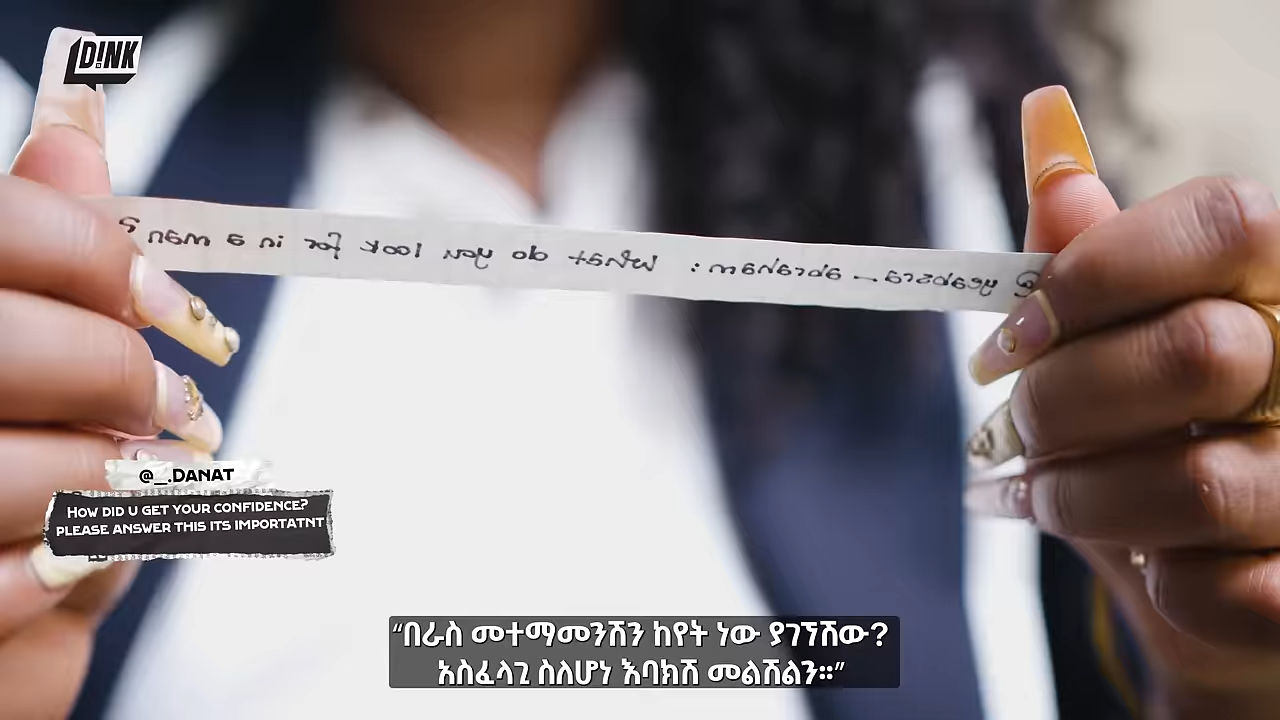 D!NK
@ yeabsra_abraham: What do you look for in a man?
@__.DANAT
HOW DID U GET YOUR CONFIDENCE?
PLEASE ANSWER THIS ITS IMPORTATNT
“በራስ መተማመንሽን ከየት ነው ያገኘሽው?
አስፈላጊ ስለሆነ እባክሽ መልሽልን።”